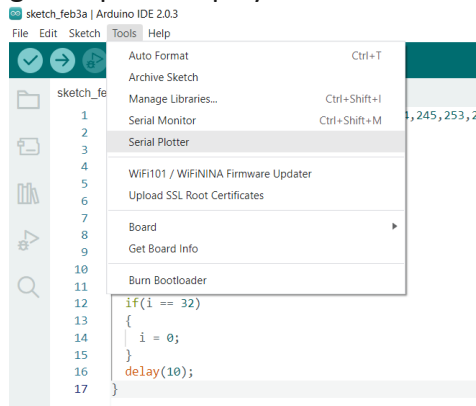 sketch_feb3a | Arduino IDE 2.0.3
File Edit Sketch Tools Help
Auto Format Ctrl+T
Archive Sketch
Manage Libraries... Ctrl+Shift+I
Serial Monitor Ctrl+Shift+M
Serial Plotter
WiFi101 / WiFiNINA Firmware Updater
Upload SSL Root Certificates
Board
Get Board Info
Burn Bootloader
sketch_fe
1 ,245,253,2
2
3
4
5
6
7
8
9
10
11
12 if(i == 32)
13 {
14 i = 0;
15 }
16 delay(10);
17 }